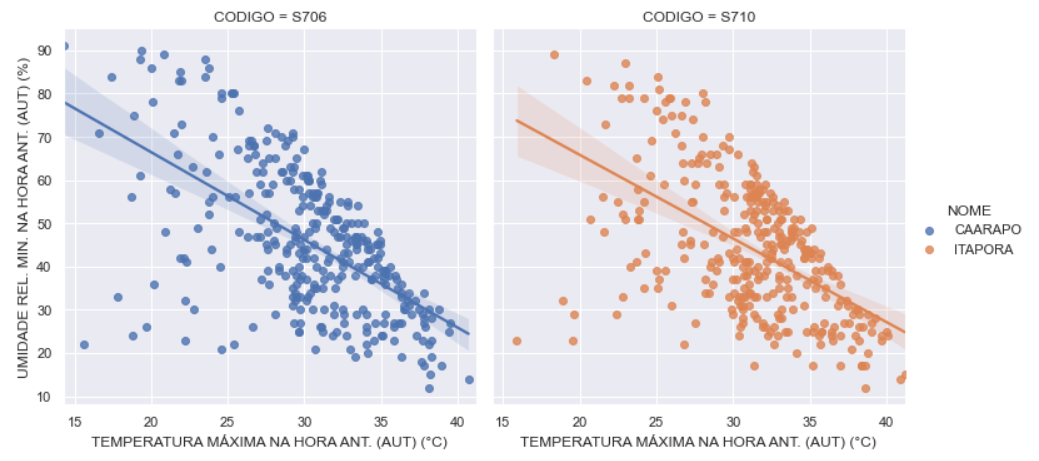 CODIGO = S706
CODIGO = S710
UMIDADE REL. MIN. NA HORA ANT. (AUT) (%)
90
80
70
60
50
40
30
20
10
15 20 25 30 35 40
15 20 25 30 35 40
TEMPERATURA MÁXIMA NA HORA ANT. (AUT) (°C)
TEMPERATURA MÁXIMA NA HORA ANT. (AUT) (°C)
NOME
CAARAPO
ITAPORA